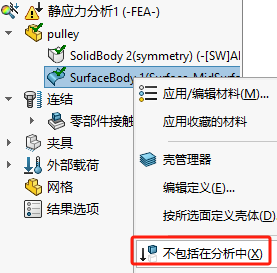 静应力分析1 (-FEA-)
pulley
SolidBody 2(symmetry) (-[SW]Al
SurfaceBody 1(Surface-MidSurf
连结
零部件接触
夹具
外部载荷
网格
结果选项
应用/编辑材料(M)...
应用收藏的材料
壳管理器
编辑定义(E)...
按所选面定义壳体(D)
不包括在分析中(X)